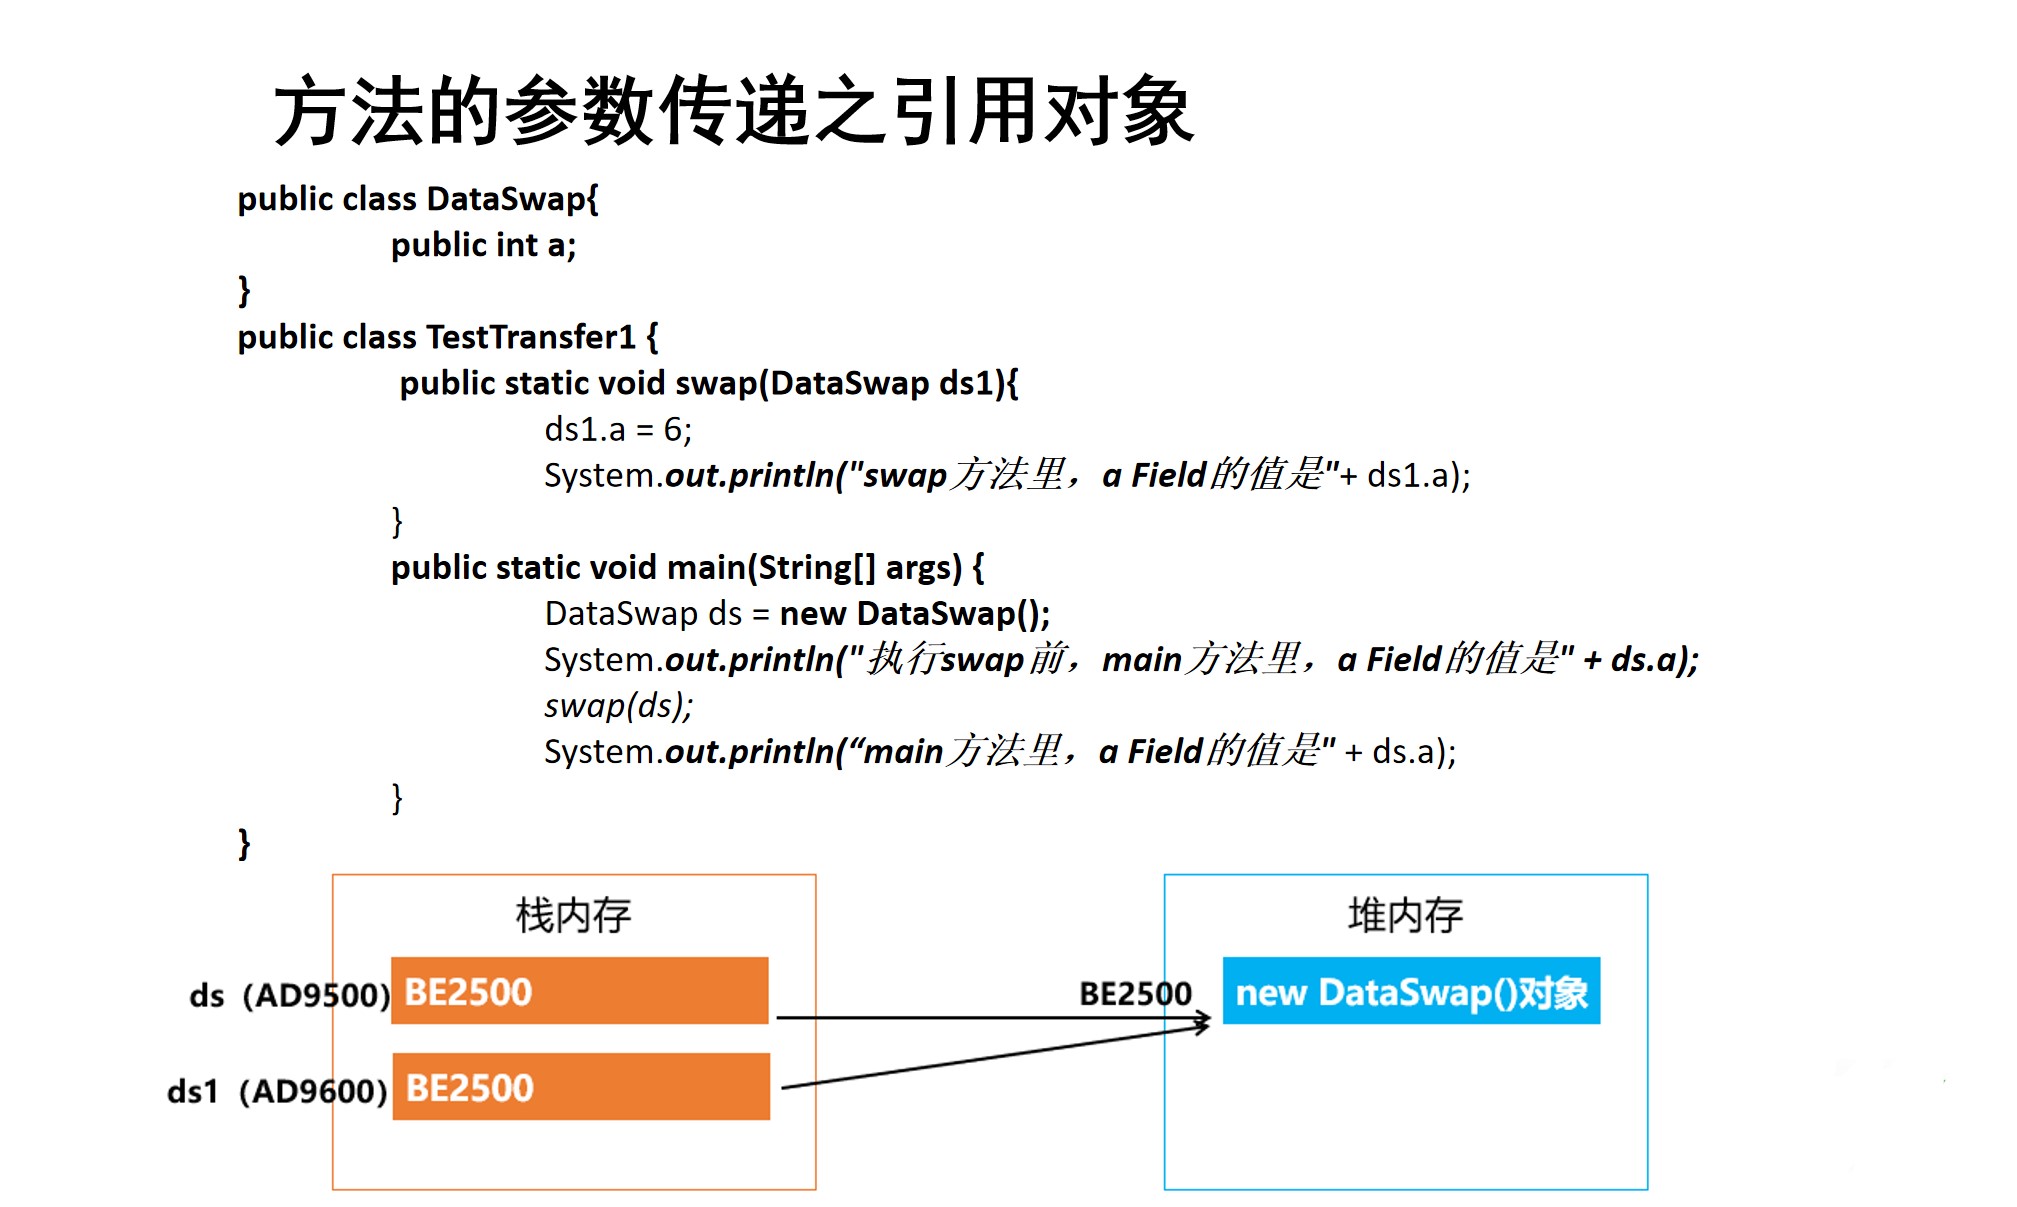 方法的参数传递之引用对象
public class DataSwap{
public int a;
}
public class TestTransfer1 {
public static void swap(DataSwap ds1){
ds1.a = 6;
System.out.println("swap方法里，a Field的值是"+ ds1.a);
}
public static void main(String[] args) {
DataSwap ds = new DataSwap();
System.out.println("执行swap前，main方法里，a Field的值是" + ds.a);
swap(ds);
System.out.println(“main方法里，a Field的值是" + ds.a);
}
}
栈内存
堆内存
ds（AD9500）
BE2500
BE2500
new DataSwap()对象
ds1（AD9600）
BE2500